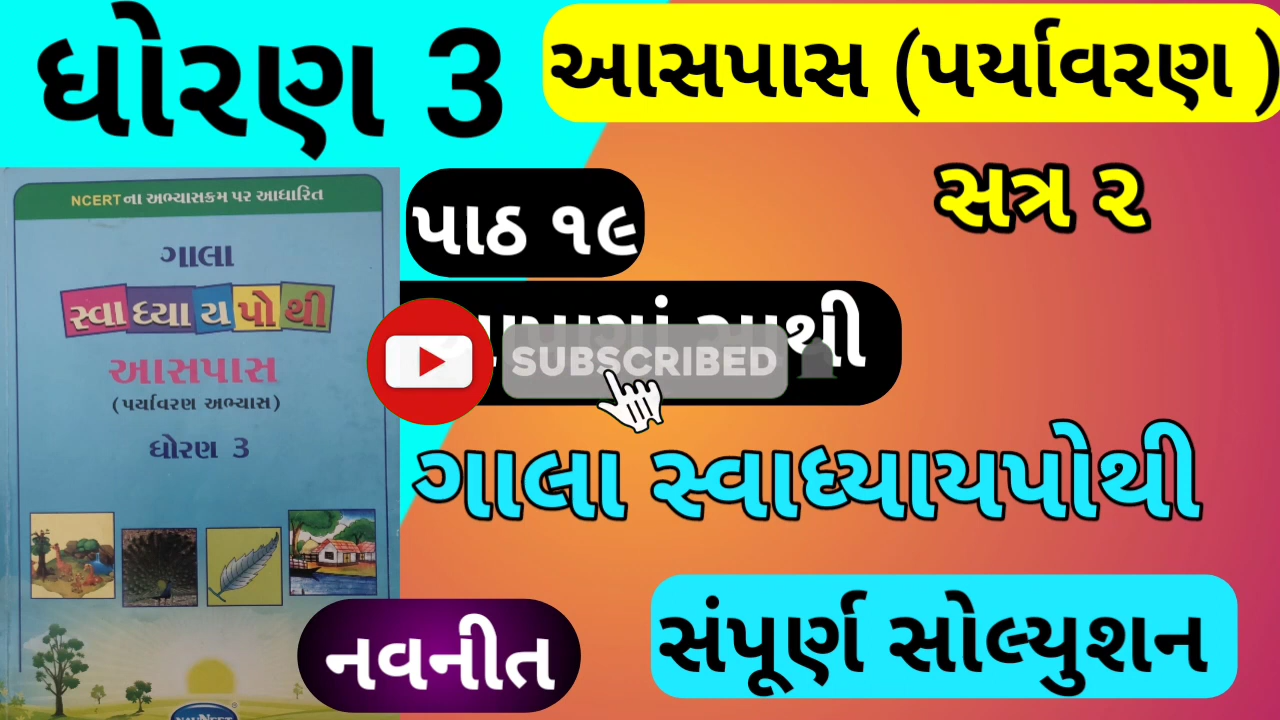 ધોરણ 3
આસપાસ (પર્યાવરણ )
સત્ર ૨
NCERTના અભ્યાસક્રમ પર આધારિત
ગાલા
સ્વાધ્યાયપોથી
આસપાસ
(પર્યાવરણ અભ્યાસ)
ધોરણ 3
NAVNEET
પાઠ ૧૯
SUBSCRIBED
ગાલા સ્વાધ્યાયપોથી
નવનીત
સંપૂર્ણ સોલ્યુશન